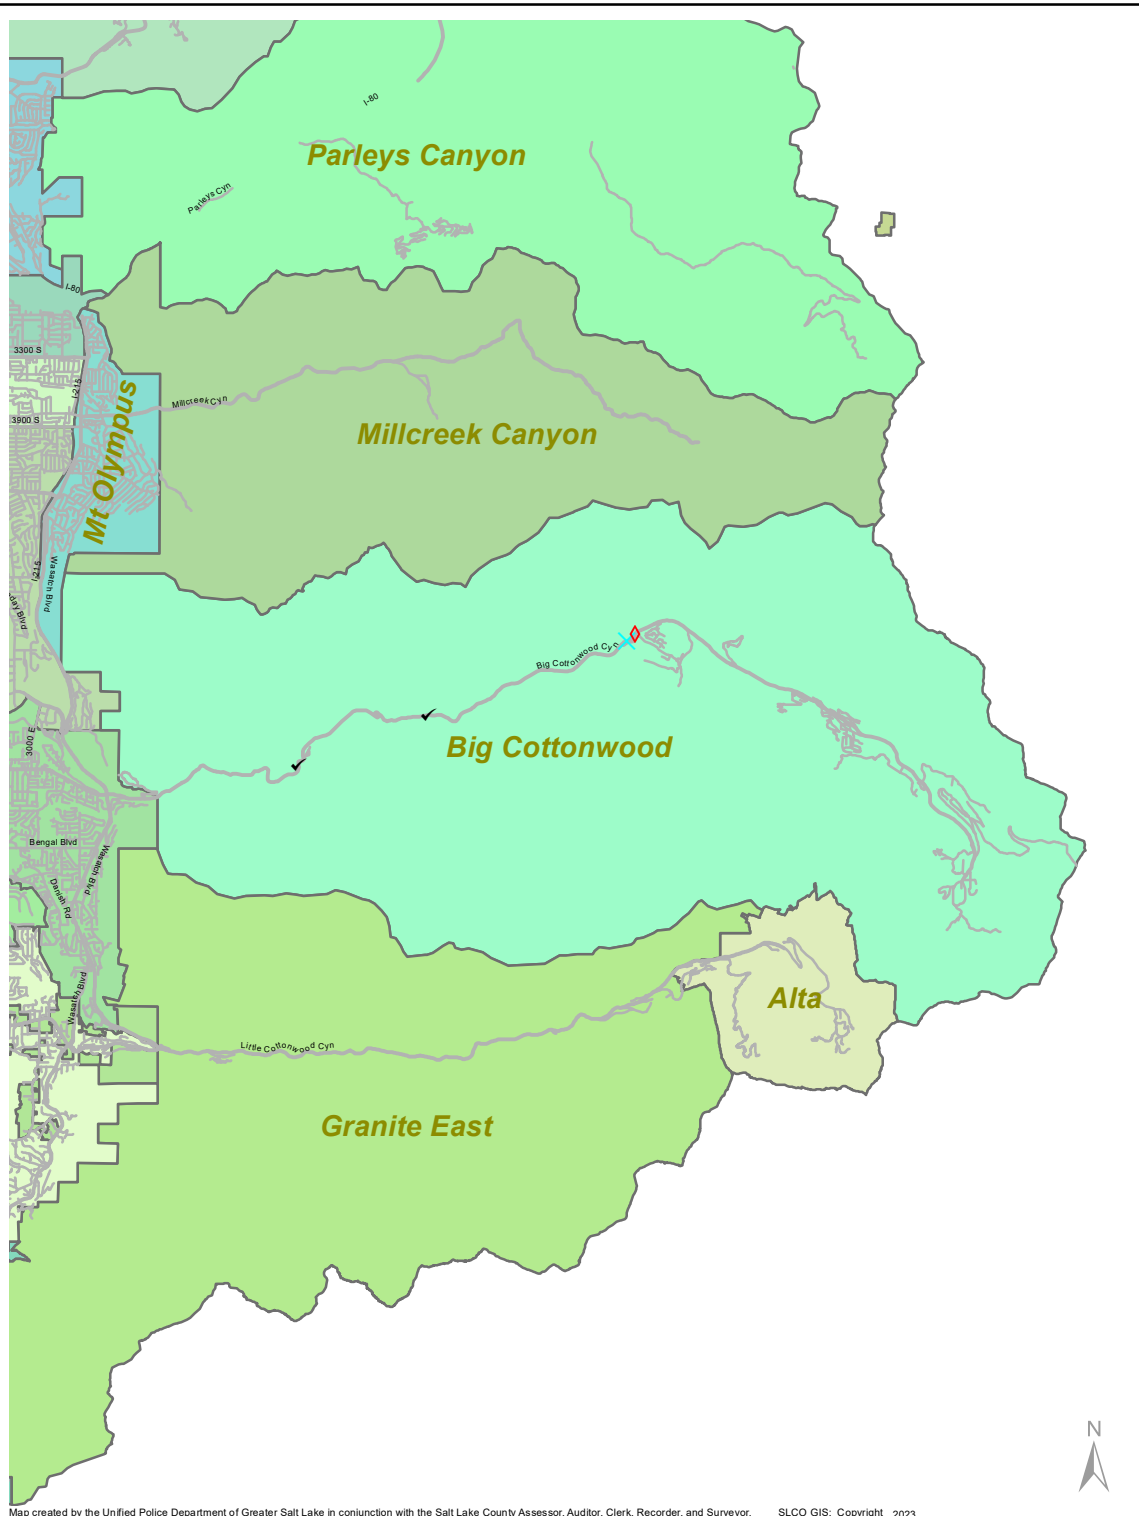 I-80
Parleys Canyon
Parleys Cyn
I-80
3300 S
I-215
Millcreek Cyn
3900 S
Mt Olympus
Millcreek Canyon
I-215
Wasatch Blvd
day Blvd
Big Cottonwood Cyn
3000 E
Big Cottonwood
Bengal Blvd
Wasatch Blvd
Danish Rd
Wasatch Blvd
Alta
Little Cottonwood Cyn
Granite East
N
Map created by the Unified Police Department of Greater Salt Lake in conjunction with the Salt Lake County Assessor, Auditor, Clerk, Recorder, and Surveyor. SLCO GIS: Copyright 2023